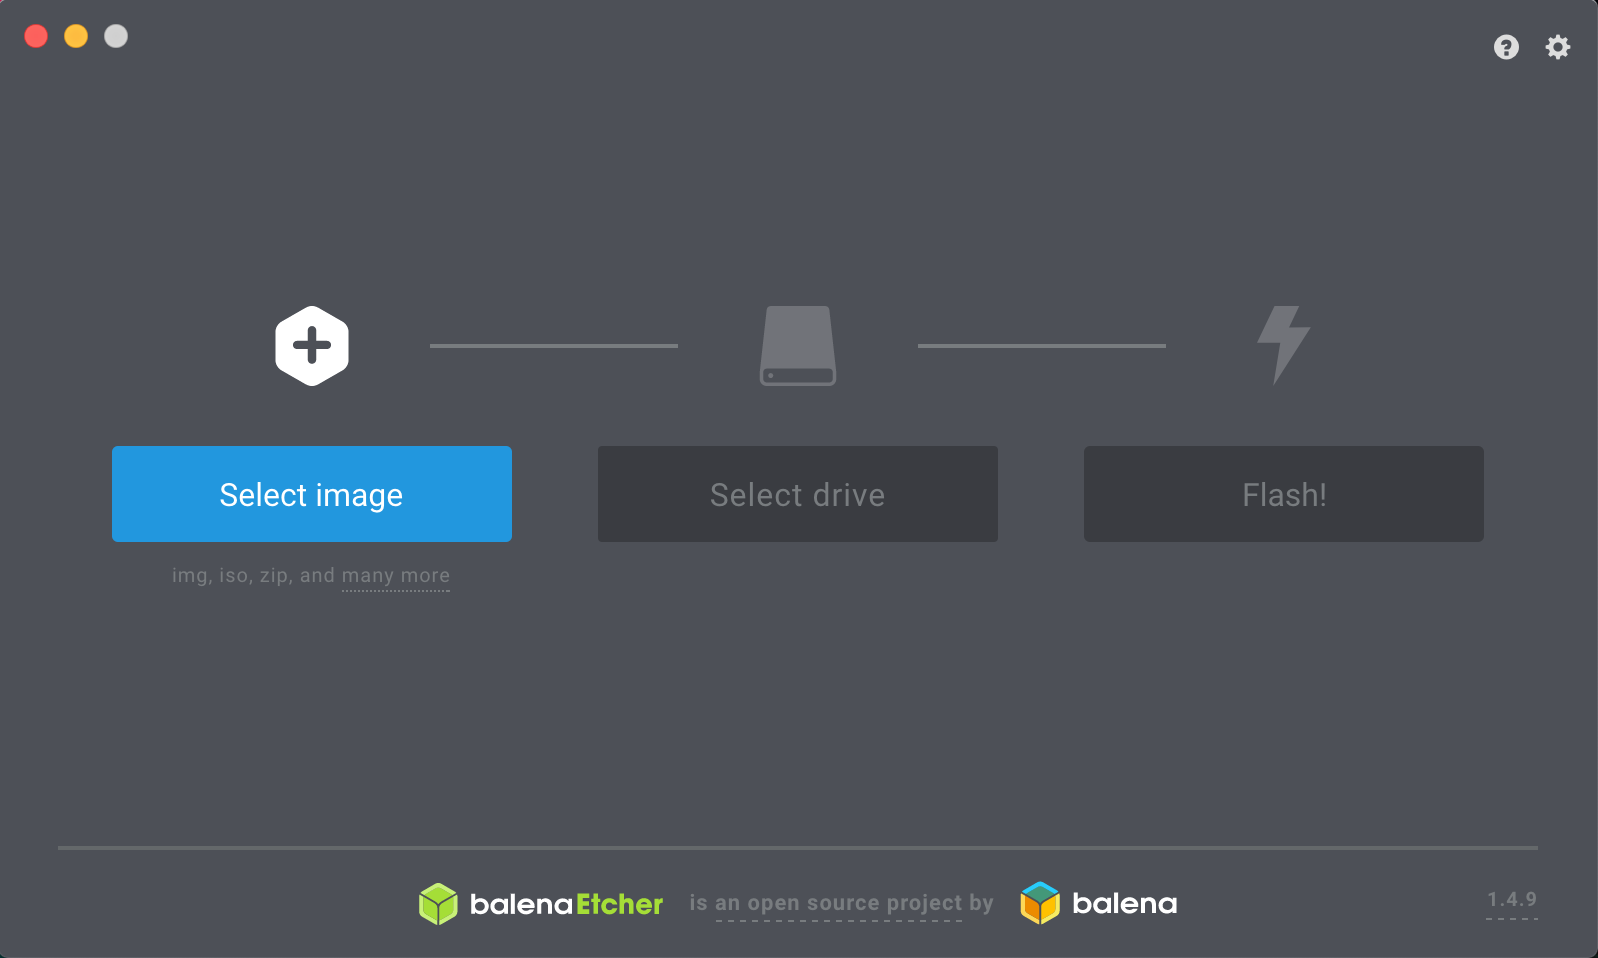 Select image
Select drive
Flash!
img, iso, zip, and many more
balenaEtcher is an open source project by balena
1.4.9